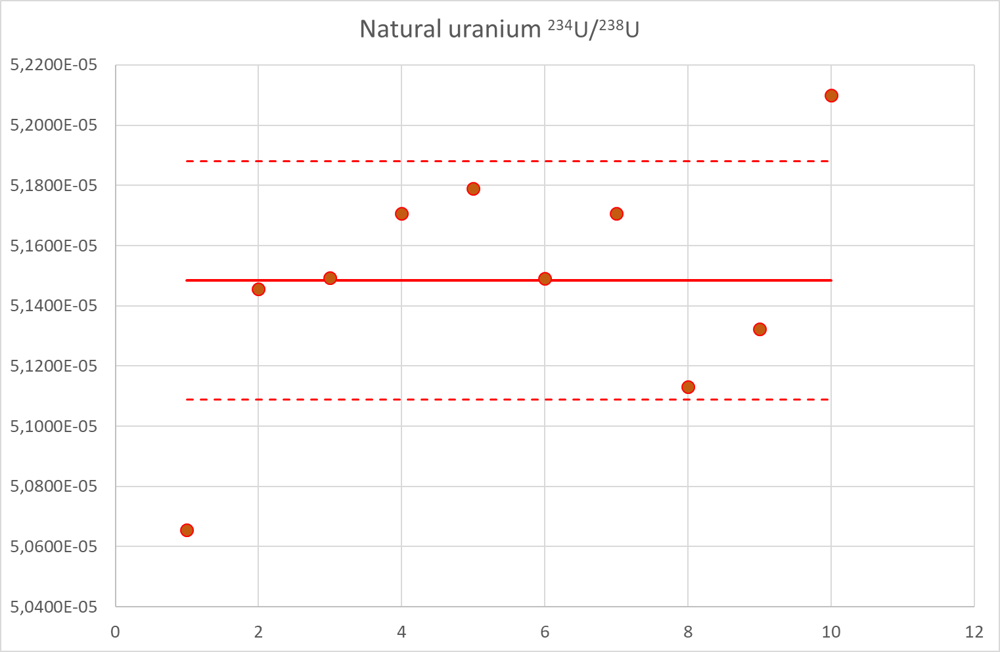 Natural uranium ²³⁴U/²³⁸U
5,2200E-05
5,2000E-05
5,1800E-05
5,1600E-05
5,1400E-05
5,1200E-05
5,1000E-05
5,0800E-05
5,0600E-05
5,0400E-05
0 2 4 6 8 10 12